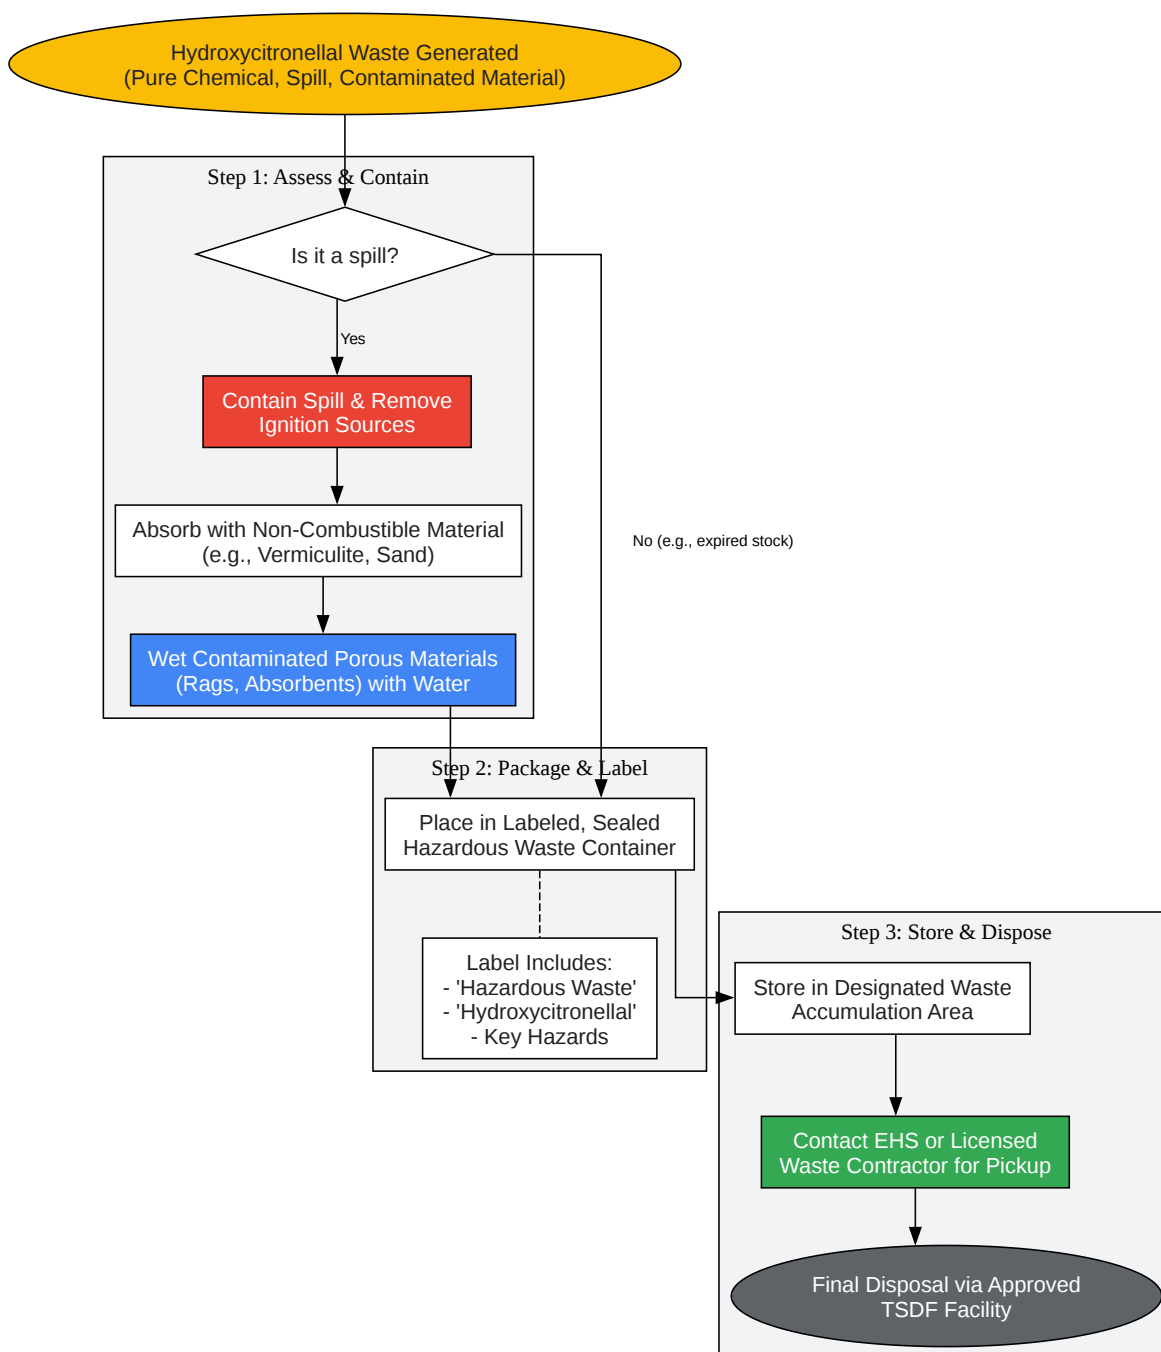 Hydroxycitronellal Waste Generated
(Pure Chemical, Spill, Contaminated Material)
Step 1: Assess & Contain
Is it a spill?
Yes
Contain Spill & Remove
Ignition Sources
Absorb with Non-Combustible Material
(e.g., Vermiculite, Sand)
No (e.g., expired stock)
Wet Contaminated Porous Materials
(Rags, Absorbents) with Water
Step 2: Package & Label
Place in Labeled, Sealed
Hazardous Waste Container
Label Includes:
- 'Hazardous Waste'
- 'Hydroxycitronellal'
- Key Hazards
Step 3: Store & Dispose
Store in Designated Waste
Accumulation Area
Contact EHS or Licensed
Waste Contractor for Pickup
Final Disposal via Approved
TSDF Facility